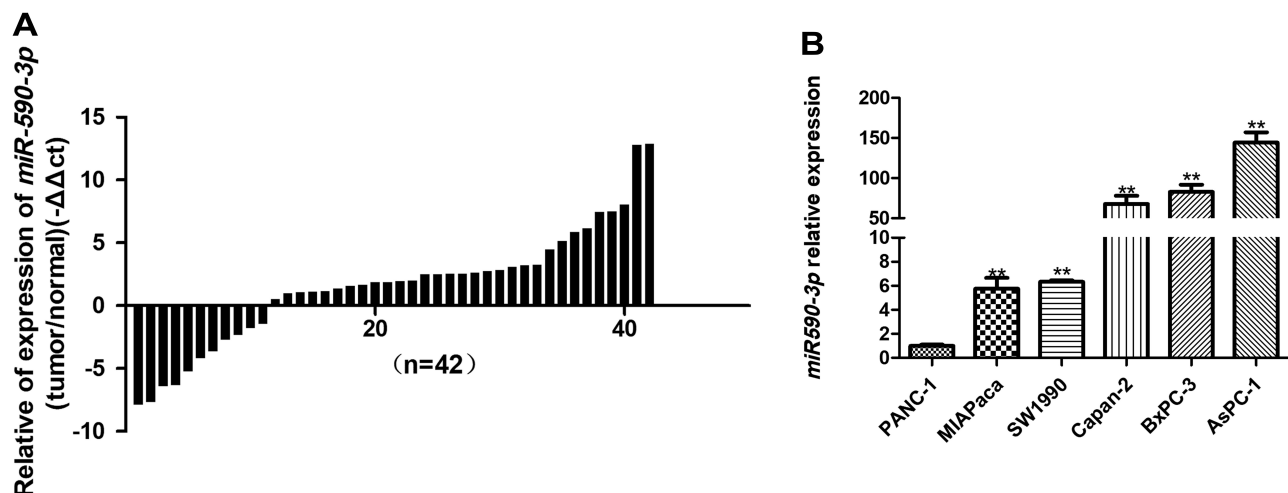 A
Relative of expression of miR-590-3p
(tumor/normal)(-ΔΔct)
15
10
5
0
-5
-10
20
40
（n=42）
B
miR590-3p relative expression
200
150
100
50
10
8
6
4
2
0
**
**
**
**
**
PANC-1
MIAPaca
SW1990
Capan-2
BxPC-3
AsPC-1